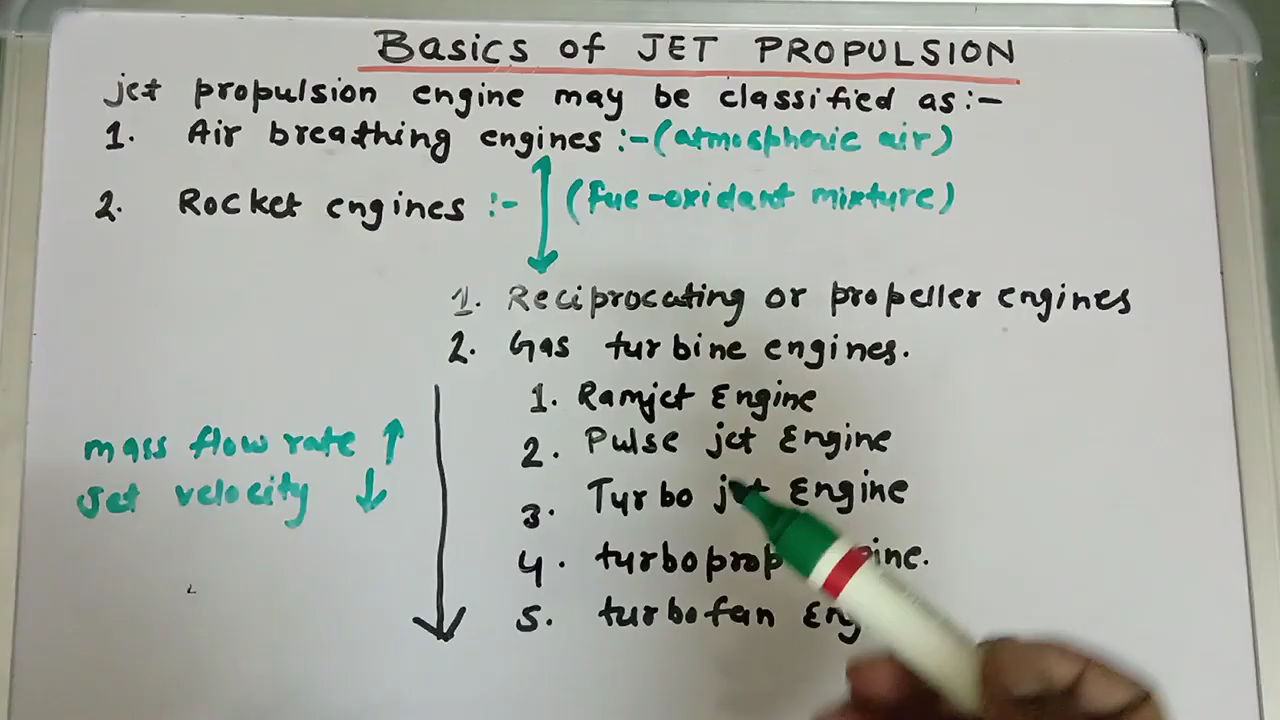 Basics of JET PROPULSION
jet propulsion engine may be classified as:-
1. Air breathing engines :- (atmospheric air)
2. Rocket engines :- (fue-oxidant mixture)
1. Reciprocating or propeller engines
2. Gas turbine engines.
1. Ramjet Engine
2. Pulse jet Engine
mass flow rate ↑
Jet velocity ↓
3. Turbo jet Engine
4. turboprop
5. turbofan